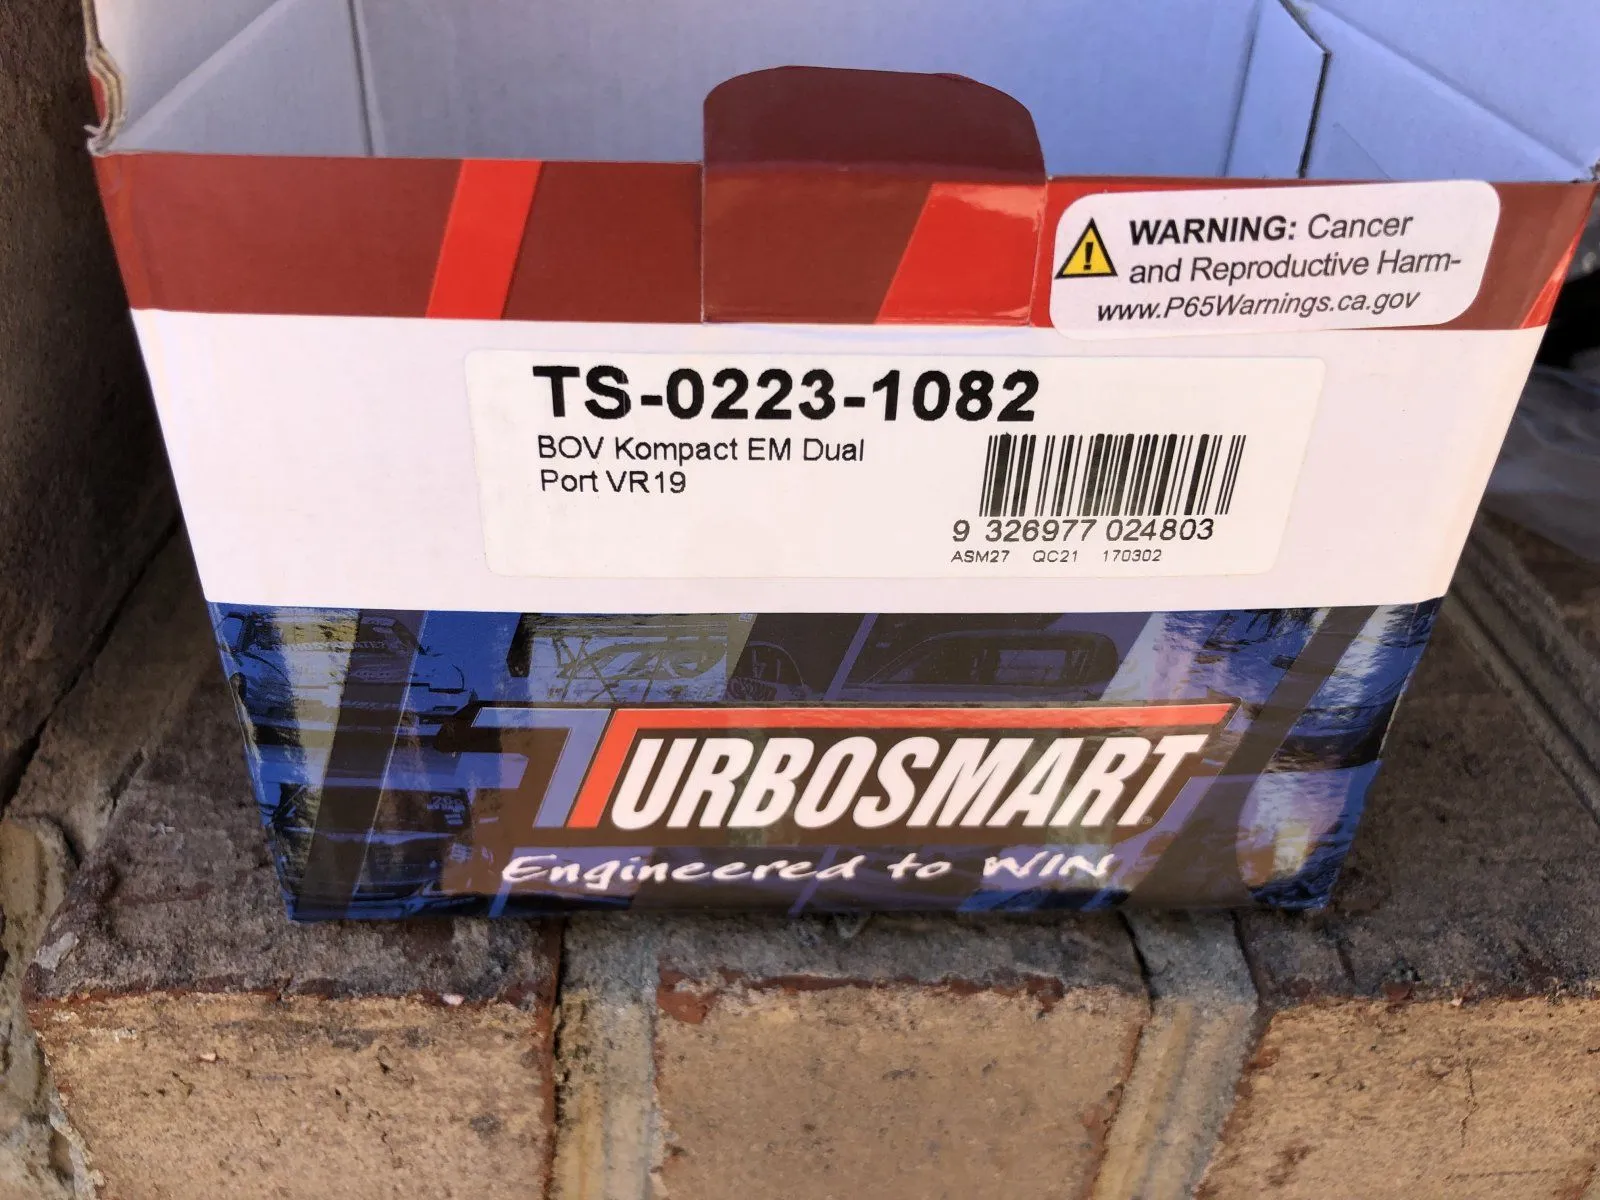 WARNING: Cancer
and Reproductive Harm-
www.P65Warnings.ca.gov
TS-0223-1082
BOV Kompact EM Dual
Port VR19
9 326977 024803
ASM27 QC21 170302
TURBOSMART
Engineered to WIN